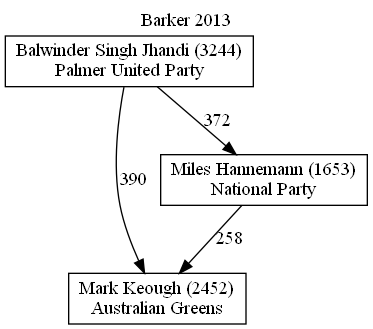 Barker 2013
Balwinder Singh Jhandi (3244)
Palmer United Party
372
Miles Hannemann (1653)
National Party
390
258
Mark Keough (2452)
Australian Greens